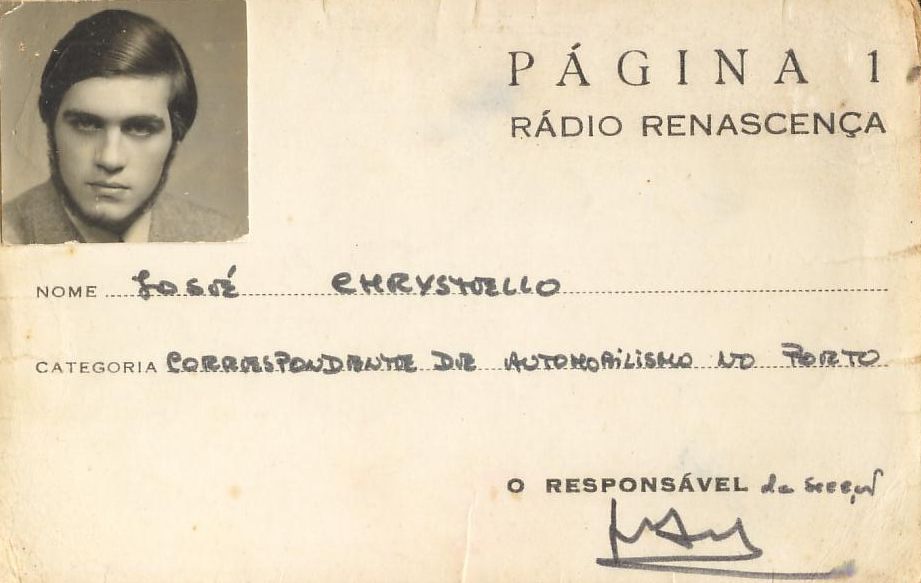 PÁGINA 1
RÁDIO RENASCENÇA
NOME JOSÉ CHRYSTELLO
CATEGORIA CORRESPONDENTE DE AUTOMOBILISMO NO PORTO
O RESPONSÁVEL da secção